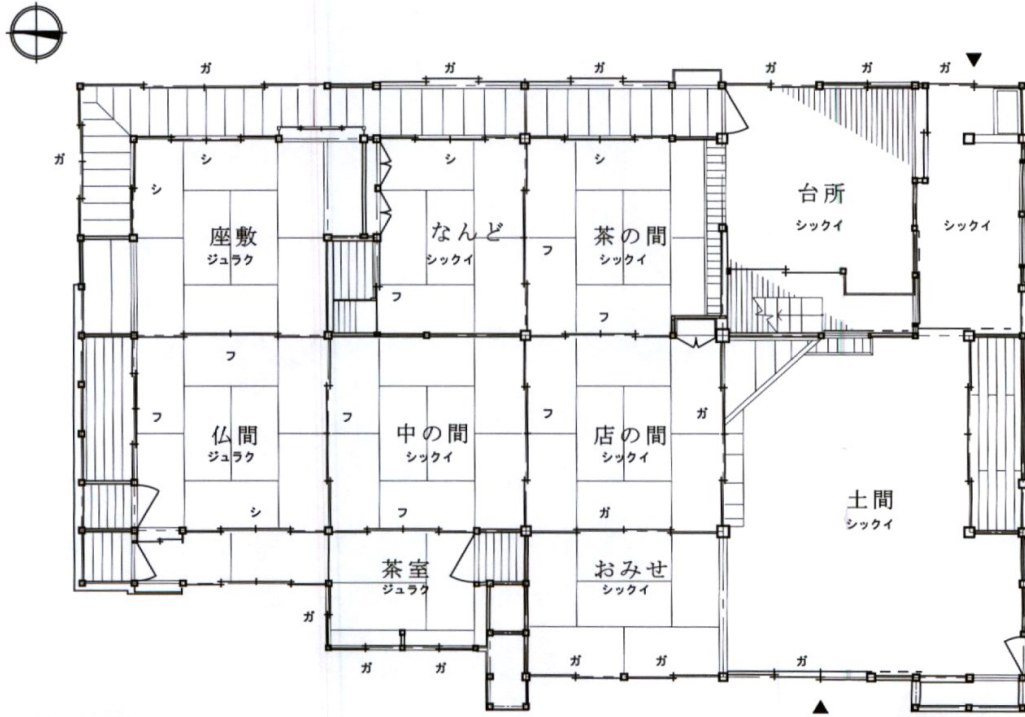 ガ ガ ガ ガ ガ ガ
ガ
シ シ シ
シ
座敷
ジュラク
なんど
シックイ
フ
茶の間
シックイ
台所
シックイ
シックイ
フ
フ
フ
フ
仏間
ジュラク
フ
中の間
シックイ
フ
店の間
シックイ
ガ
土間
シックイ
シ
フ
ガ
茶室
ジュラク
おみせ
シックイ
ガ
ガ ガ
ガ ガ
ガ